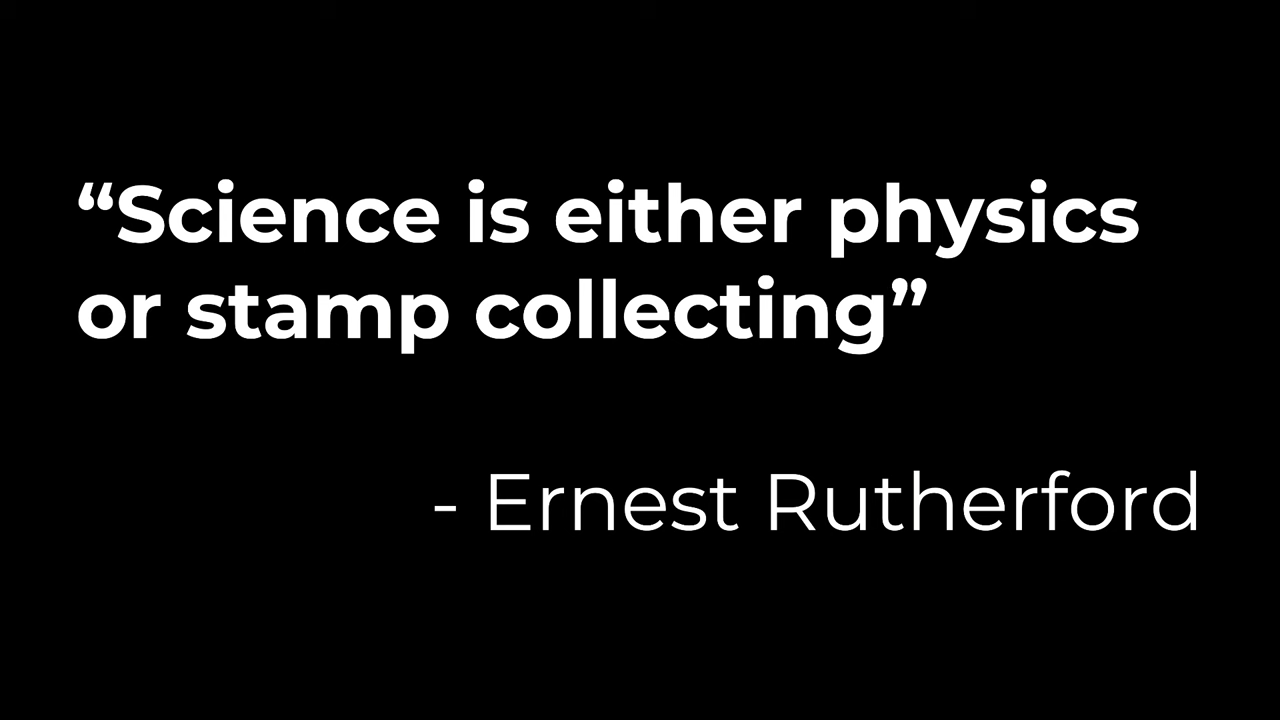 “Science is either physics
or stamp collecting”
- Ernest Rutherford